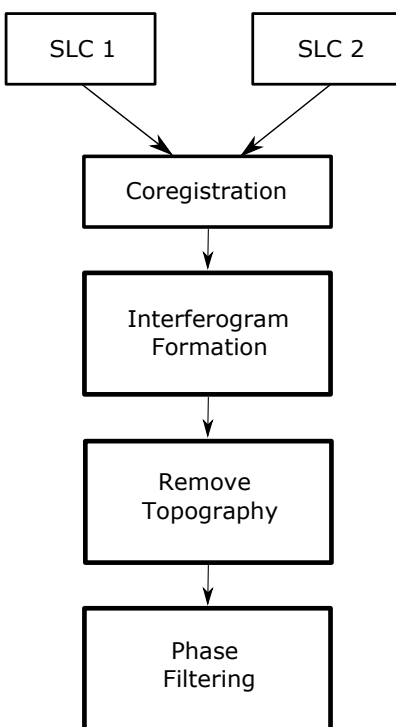 SLC 1
SLC 2
Coregistration
Interferogram
Formation
Remove
Topography
Phase
Filtering